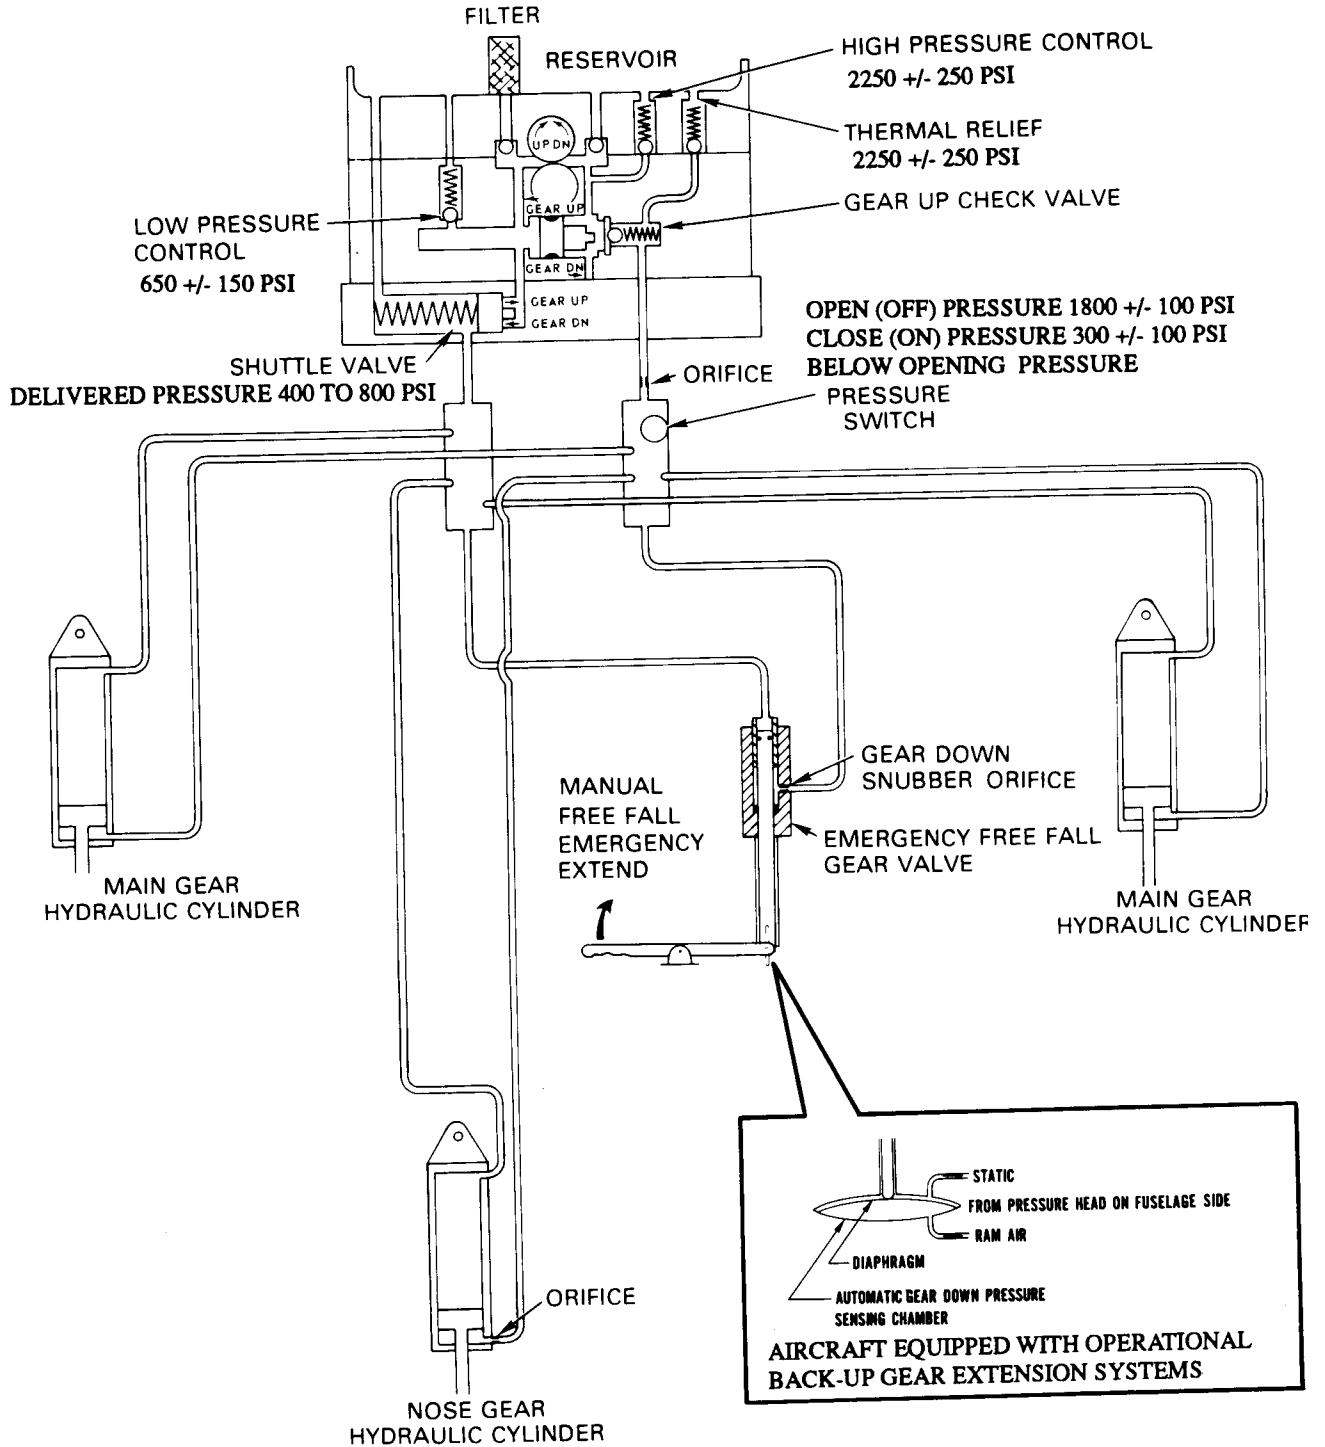 FILTER
RESERVOIR
HIGH PRESSURE CONTROL
2250 +/- 250 PSI
THERMAL RELIEF
2250 +/- 250 PSI
UP DN
GEAR UP
GEAR UP CHECK VALVE
LOW PRESSURE
CONTROL
650 +/- 150 PSI
GEAR DN
GEAR UP
GEAR DN
OPEN (OFF) PRESSURE 1800 +/- 100 PSI
CLOSE (ON) PRESSURE 300 +/- 100 PSI
BELOW OPENING PRESSURE
SHUTTLE VALVE
DELIVERED PRESSURE 400 TO 800 PSI
ORIFICE
PRESSURE
SWITCH
GEAR DOWN
SNUBBER ORIFICE
MANUAL
FREE FALL
EMERGENCY
EXTEND
EMERGENCY FREE FALL
GEAR VALVE
MAIN GEAR
HYDRAULIC CYLINDER
MAIN GEAR
HYDRAULIC CYLINDER
STATIC
FROM PRESSURE HEAD ON FUSELAGE SIDE
RAM AIR
DIAPHRAGM
AUTOMATIC GEAR DOWN PRESSURE
SENSING CHAMBER
AIRCRAFT EQUIPPED WITH OPERATIONAL
BACK-UP GEAR EXTENSION SYSTEMS
ORIFICE
NOSE GEAR
HYDRAULIC CYLINDER